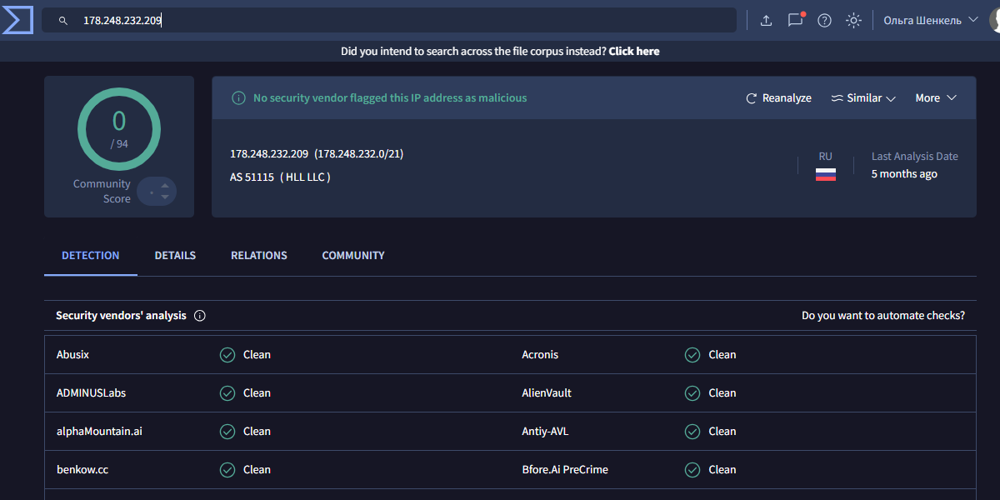 178.248.232.209
Ольга Шенкель
Did you intend to search across the file corpus instead? Click here
0
/ 94
Community
Score
No security vendor flagged this IP address as malicious
Reanalyze
Similar
More
178.248.232.209 (178.248.232.0/21)
AS 51115 ( HLL LLC )
RU
Last Analysis Date
5 months ago
DETECTION
DETAILS
RELATIONS
COMMUNITY
Security vendors' analysis
Do you want to automate checks?
Abusix
Clean
Acronis
Clean
ADMINUSLabs
Clean
AlienVault
Clean
alphaMountain.ai
Clean
Antiy-AVL
Clean
benkow.cc
Clean
Bfore.Ai PreCrime
Clean